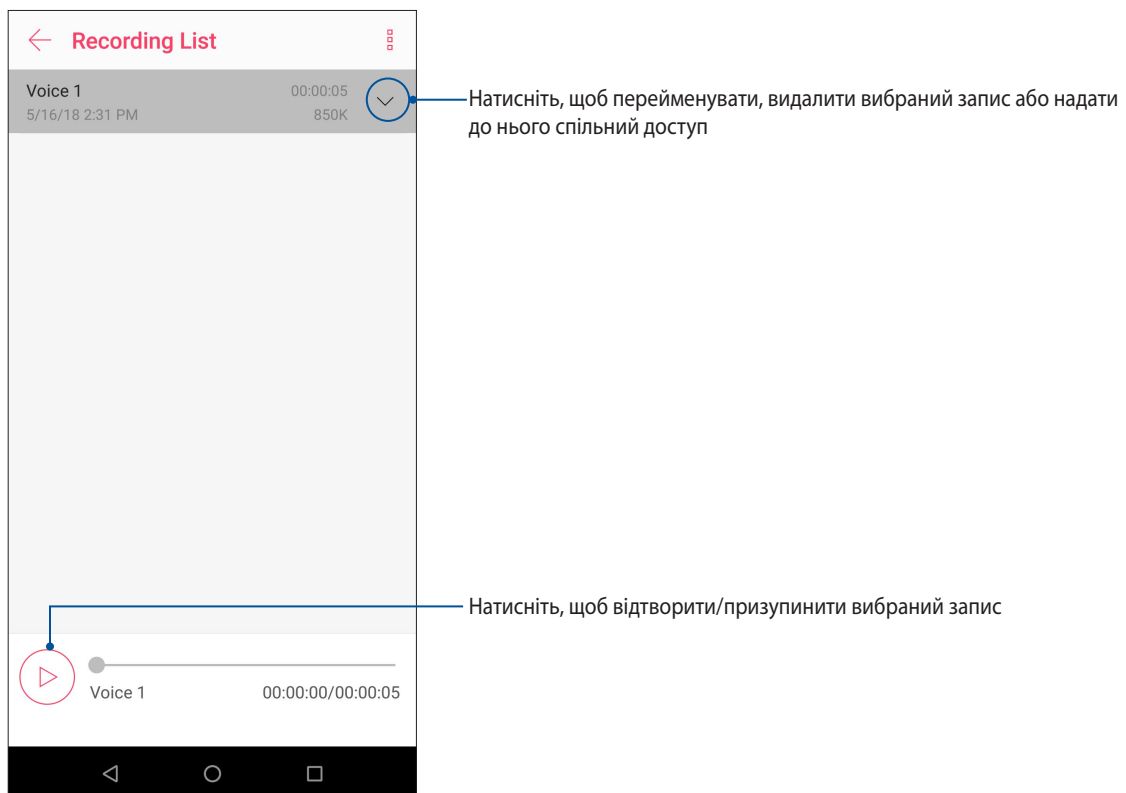 Recording List
Voice 1
00:00:05
5/16/18 2:31 PM
850K
Натисніть, щоб перейменувати, видалити вибраний запис або надати
до нього спільний доступ
Натисніть, щоб відтворити/призупинити вибраний запис
Voice 1
00:00:00/00:00:05